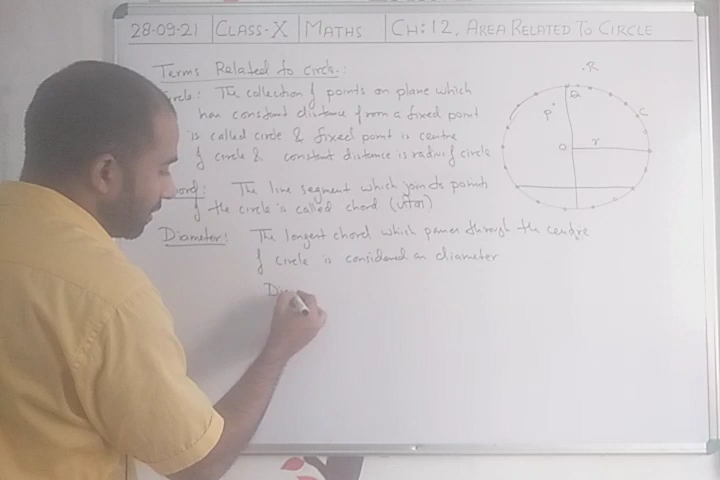 28-09-21 | CLASS-X | MATHS | CH: 12, AREA RELATED TO CIRCLE
Terms Related to circle:
rcle: The collection of points on plane which
has constant distance from a fixed point
is called circle & fixed point is centre
of circle & constant distance is radius of circle
ord: The line segment which joints points
of the circle is called chord
Diameter: The longest chord which passes through the centre
of circle is considered as diameter
Di
R
Q
P
C
O
r